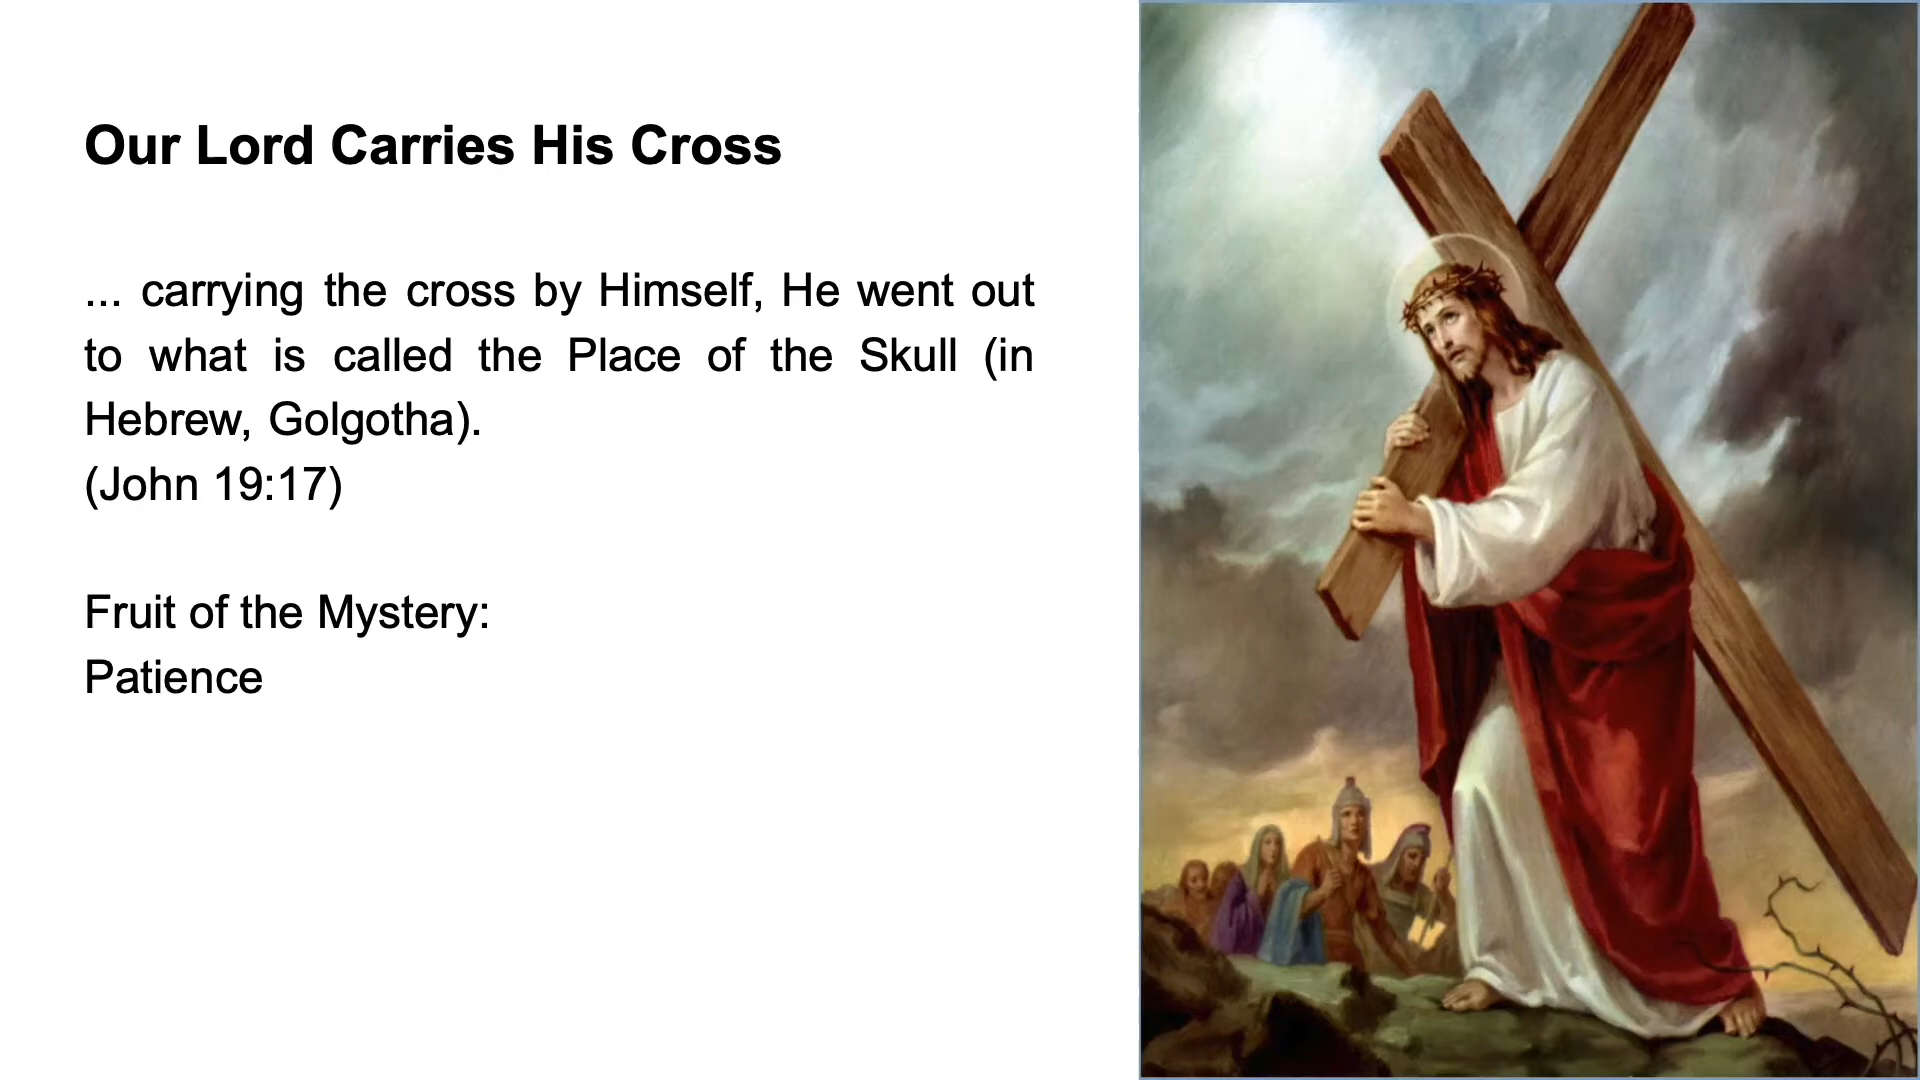 Our Lord Carries His Cross
... carrying the cross by Himself, He went out
to what is called the Place of the Skull (in
Hebrew, Golgotha).
(John 19:17)
Fruit of the Mystery:
Patience